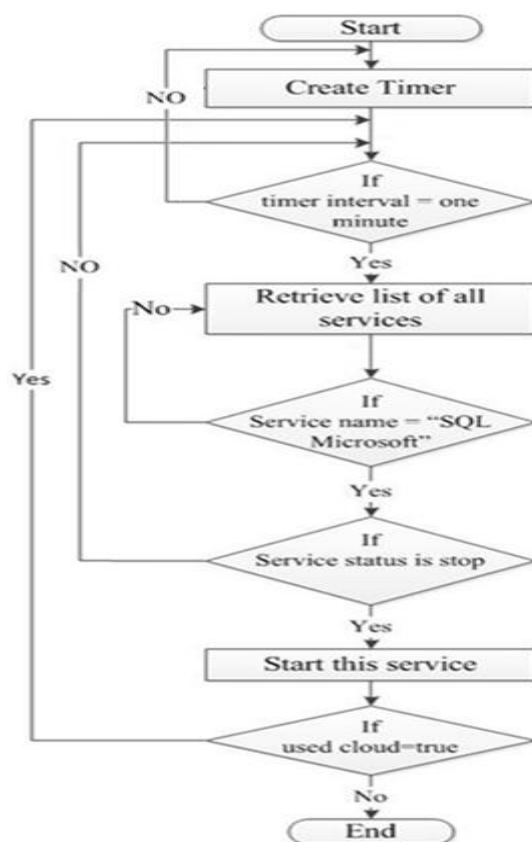 Start
NO
Create Timer
If
timer interval = one
minute
Yes
NO
No
Retrieve list of all
services
Yes
If
Service name = “SQL
Microsoft”
Yes
If
Service status is stop
Yes
Start this service
If
used cloud=true
No
End